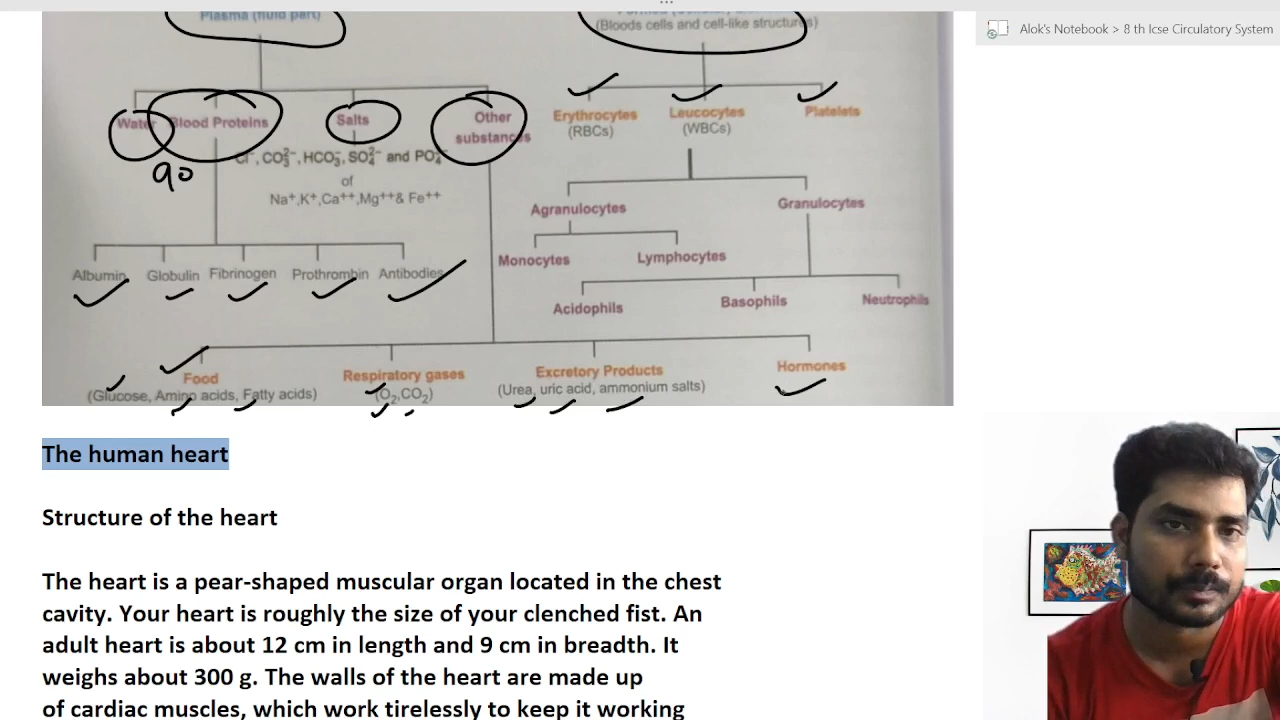 Plasma (fluid part)
(Bloods cells and cell-like structures)
Alok's Notebook > 8 th Icse Circulatory System
Water
Blood Proteins
Salts
Other
substances
Erythrocytes
(RBCs)
Leucocytes
(WBCs)
Platelets
Cl⁻, CO₃²⁻, HCO₃⁻, SO₄²⁻ and PO₄
of
Na⁺,K⁺,Ca⁺⁺,Mg⁺⁺& Fe⁺⁺
90
Agranulocytes
Granulocytes
Monocytes
Lymphocytes
Albumin
Globulin
Fibrinogen
Prothrombin
Antibodies
Acidophils
Basophils
Neutrophils
Food
(Glucose, Amino acids, Fatty acids)
Respiratory gases
(O₂,CO₂)
Excretory Products
(Urea, uric acid, ammonium salts)
Hormones
The human heart
Structure of the heart
The heart is a pear-shaped muscular organ located in the chest
cavity. Your heart is roughly the size of your clenched fist. An
adult heart is about 12 cm in length and 9 cm in breadth. It
weighs about 300 g. The walls of the heart are made up
of cardiac muscles, which work tirelessly to keep it working